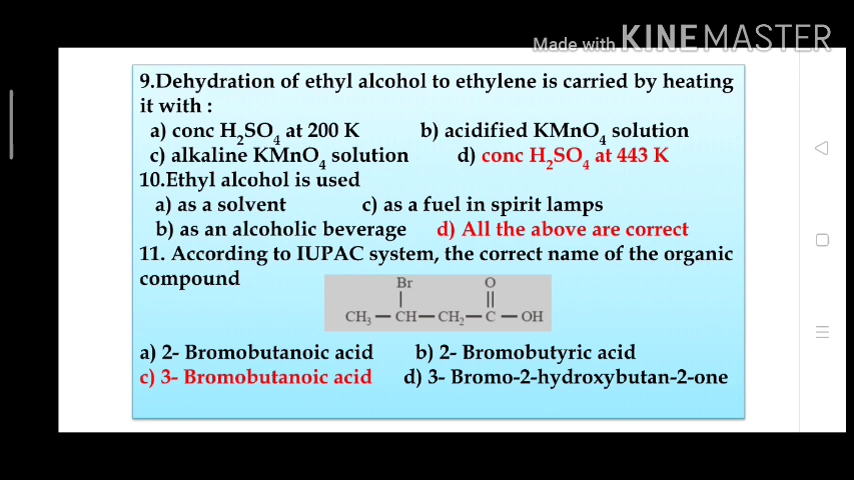 Made with KINEMASTER
9.Dehydration of ethyl alcohol to ethylene is carried by heating
it with :
a) conc H₂SO₄ at 200 K b) acidified KMnO₄ solution
c) alkaline KMnO₄ solution d) conc H₂SO₄ at 443 K
10.Ethyl alcohol is used
a) as a solvent c) as a fuel in spirit lamps
b) as an alcoholic beverage d) All the above are correct
11. According to IUPAC system, the correct name of the organic
compound
Br O
CH₃ — CH — CH₂ — C — OH
a) 2- Bromobutanoic acid b) 2- Bromobutyric acid
c) 3- Bromobutanoic acid d) 3- Bromo-2-hydroxybutan-2-one